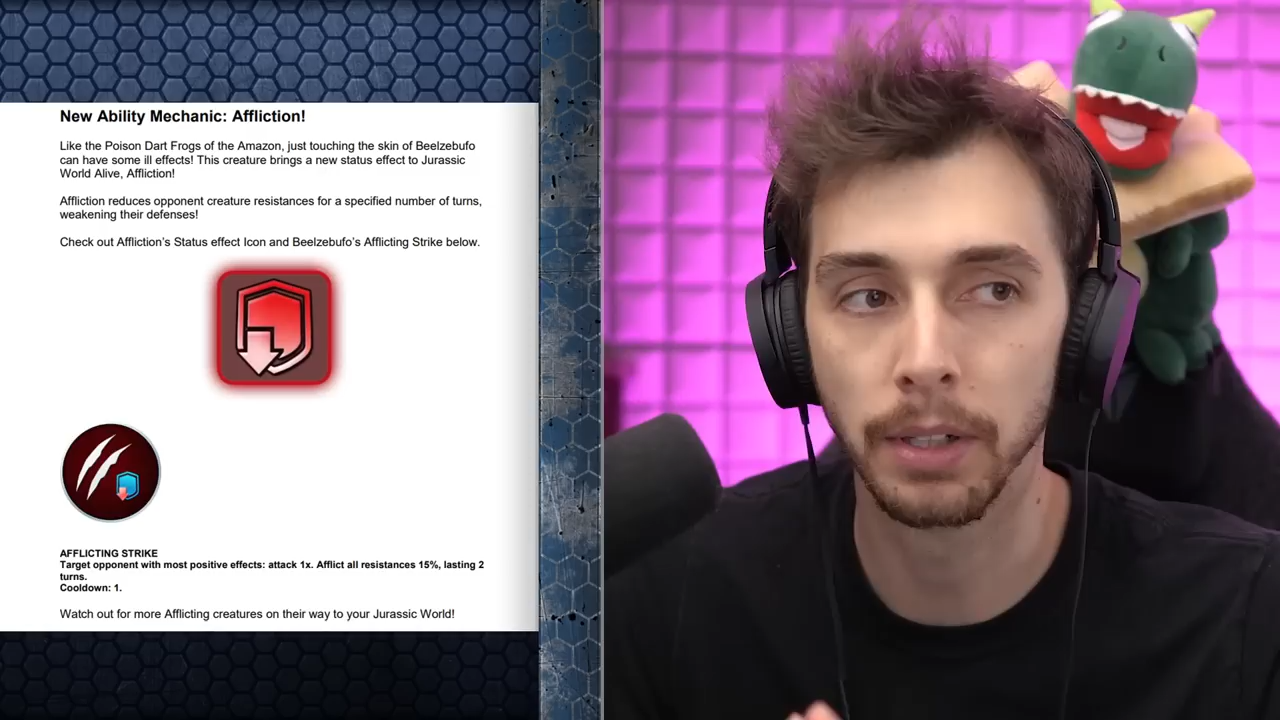 New Ability Mechanic: Affliction!
Like the Poison Dart Frogs of the Amazon, just touching the skin of Beelzebufo
can have some ill effects! This creature brings a new status effect to Jurassic
World Alive, Affliction!
Affliction reduces opponent creature resistances for a specified number of turns,
weakening their defenses!
Check out Affliction’s Status effect Icon and Beelzebufo’s Afflicting Strike below.
AFFLICTING STRIKE
Target opponent with most positive effects: attack 1x. Afflict all resistances 15%, lasting 2
turns.
Cooldown: 1.
Watch out for more Afflicting creatures on their way to your Jurassic World!